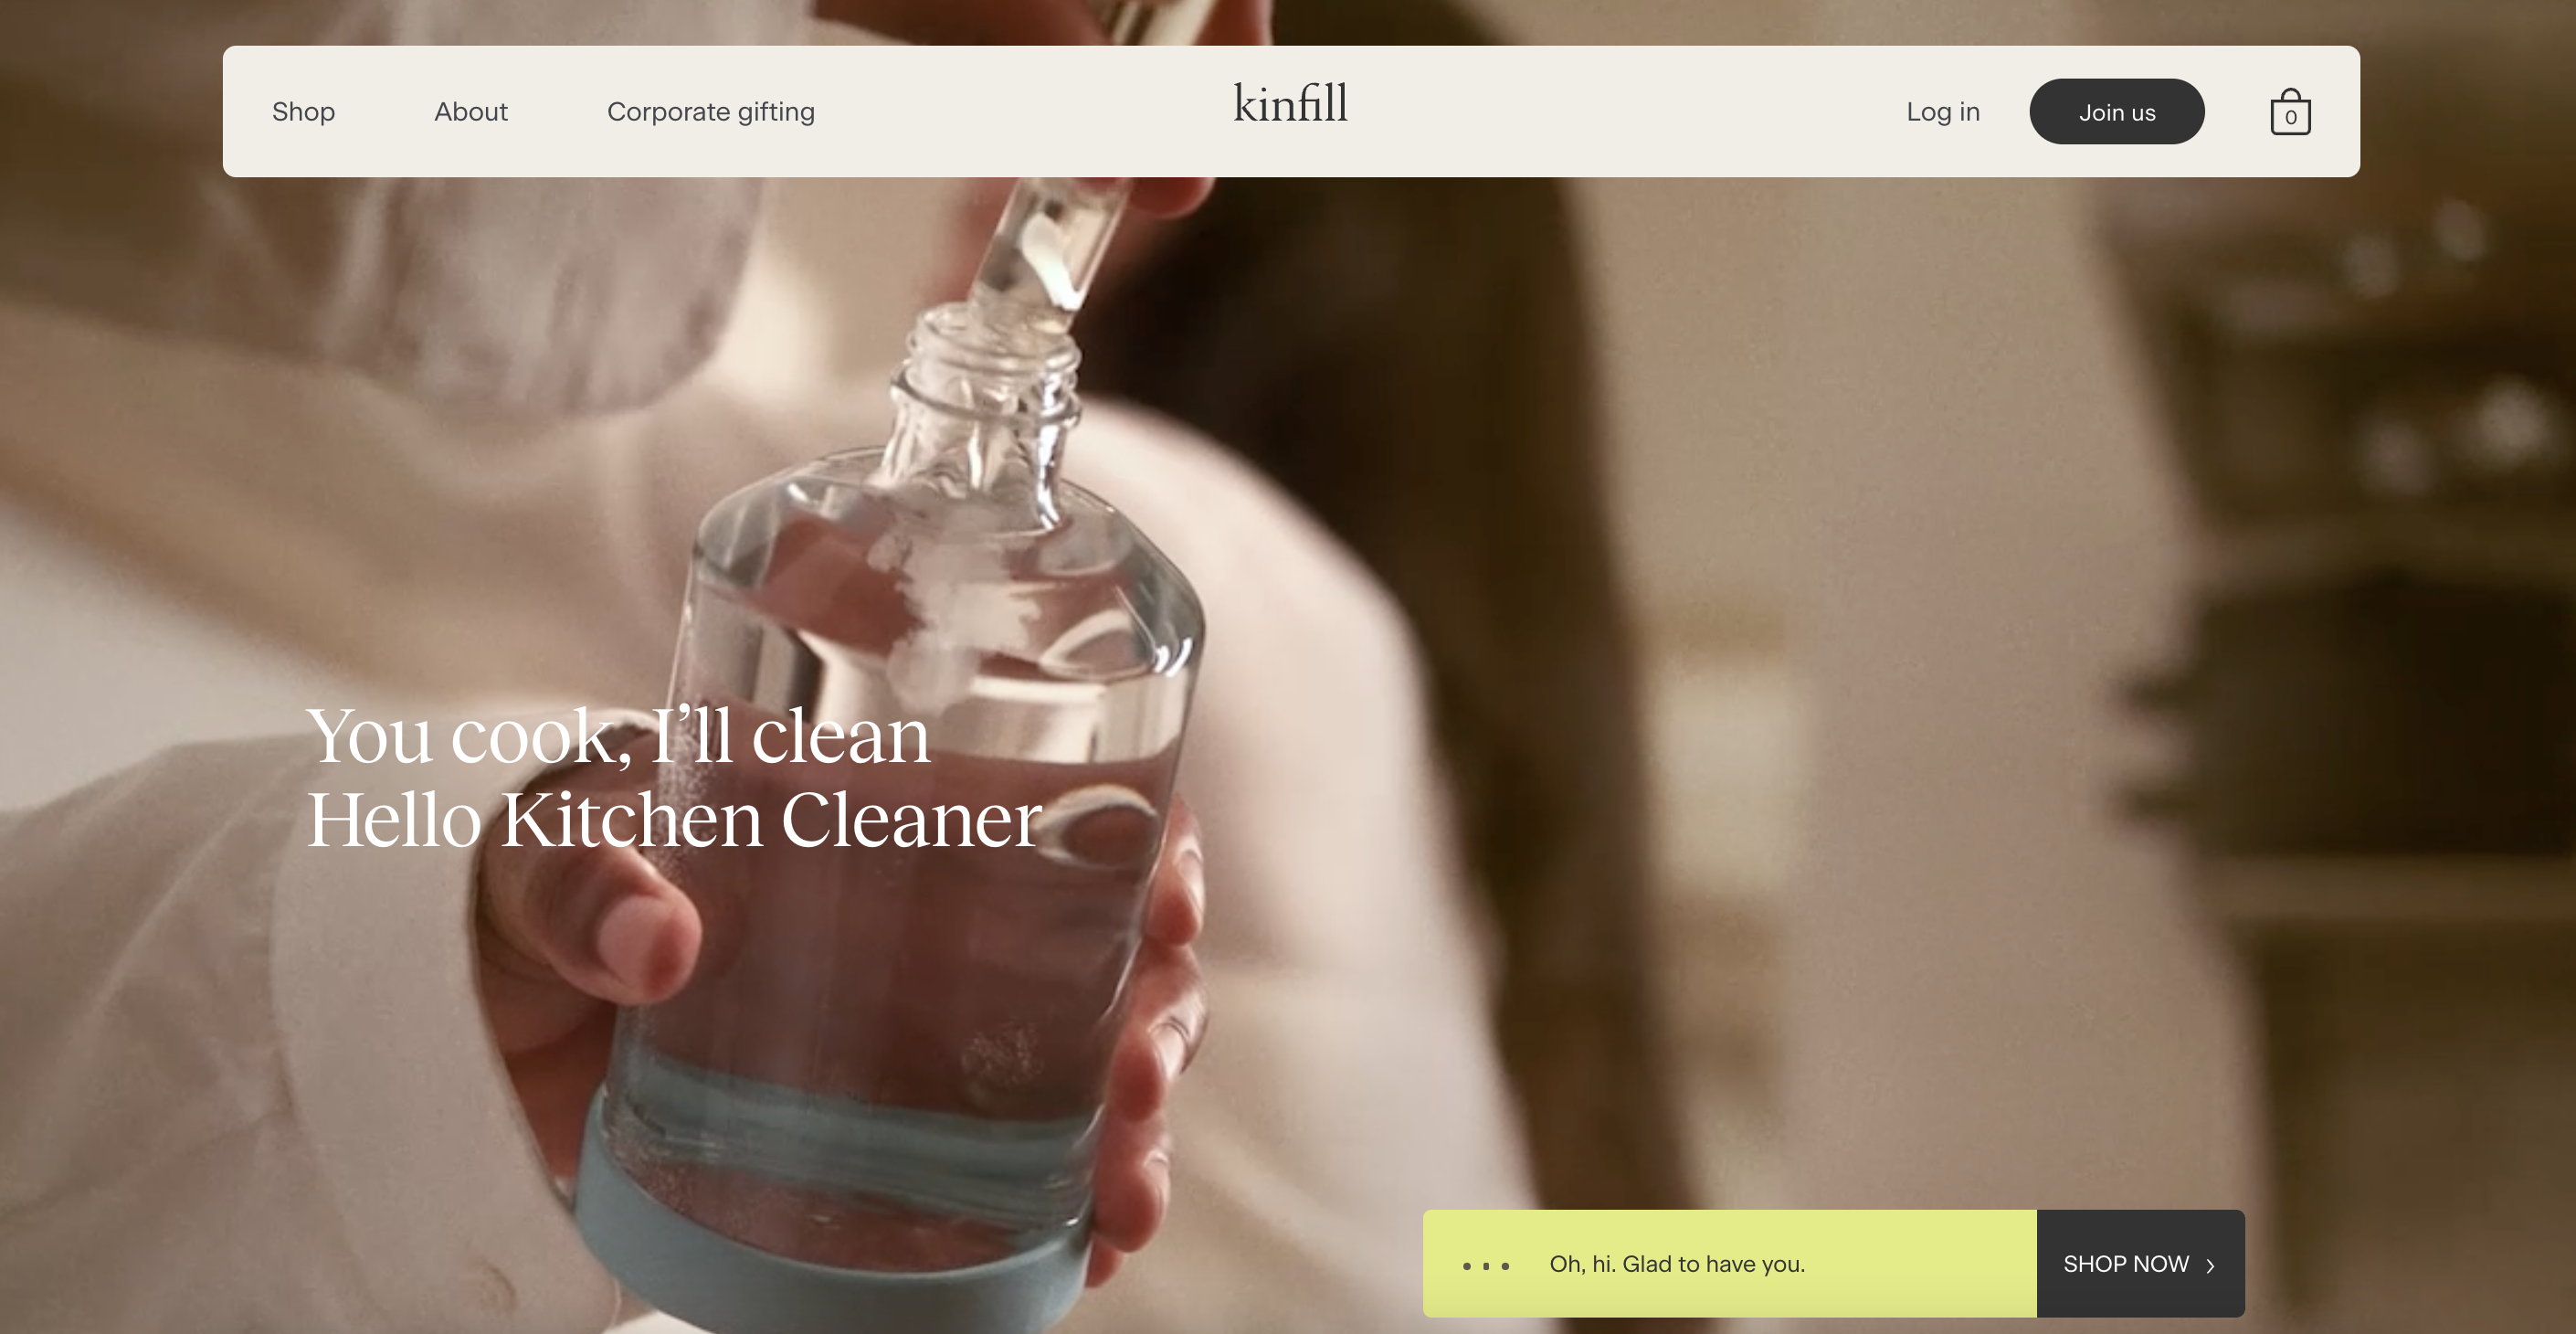 Shop
About
Corporate gifting
kinfill
Log in
Join us
0
You cook, I’ll clean
Hello Kitchen Cleaner
Oh, hi. Glad to have you.
SHOP NOW